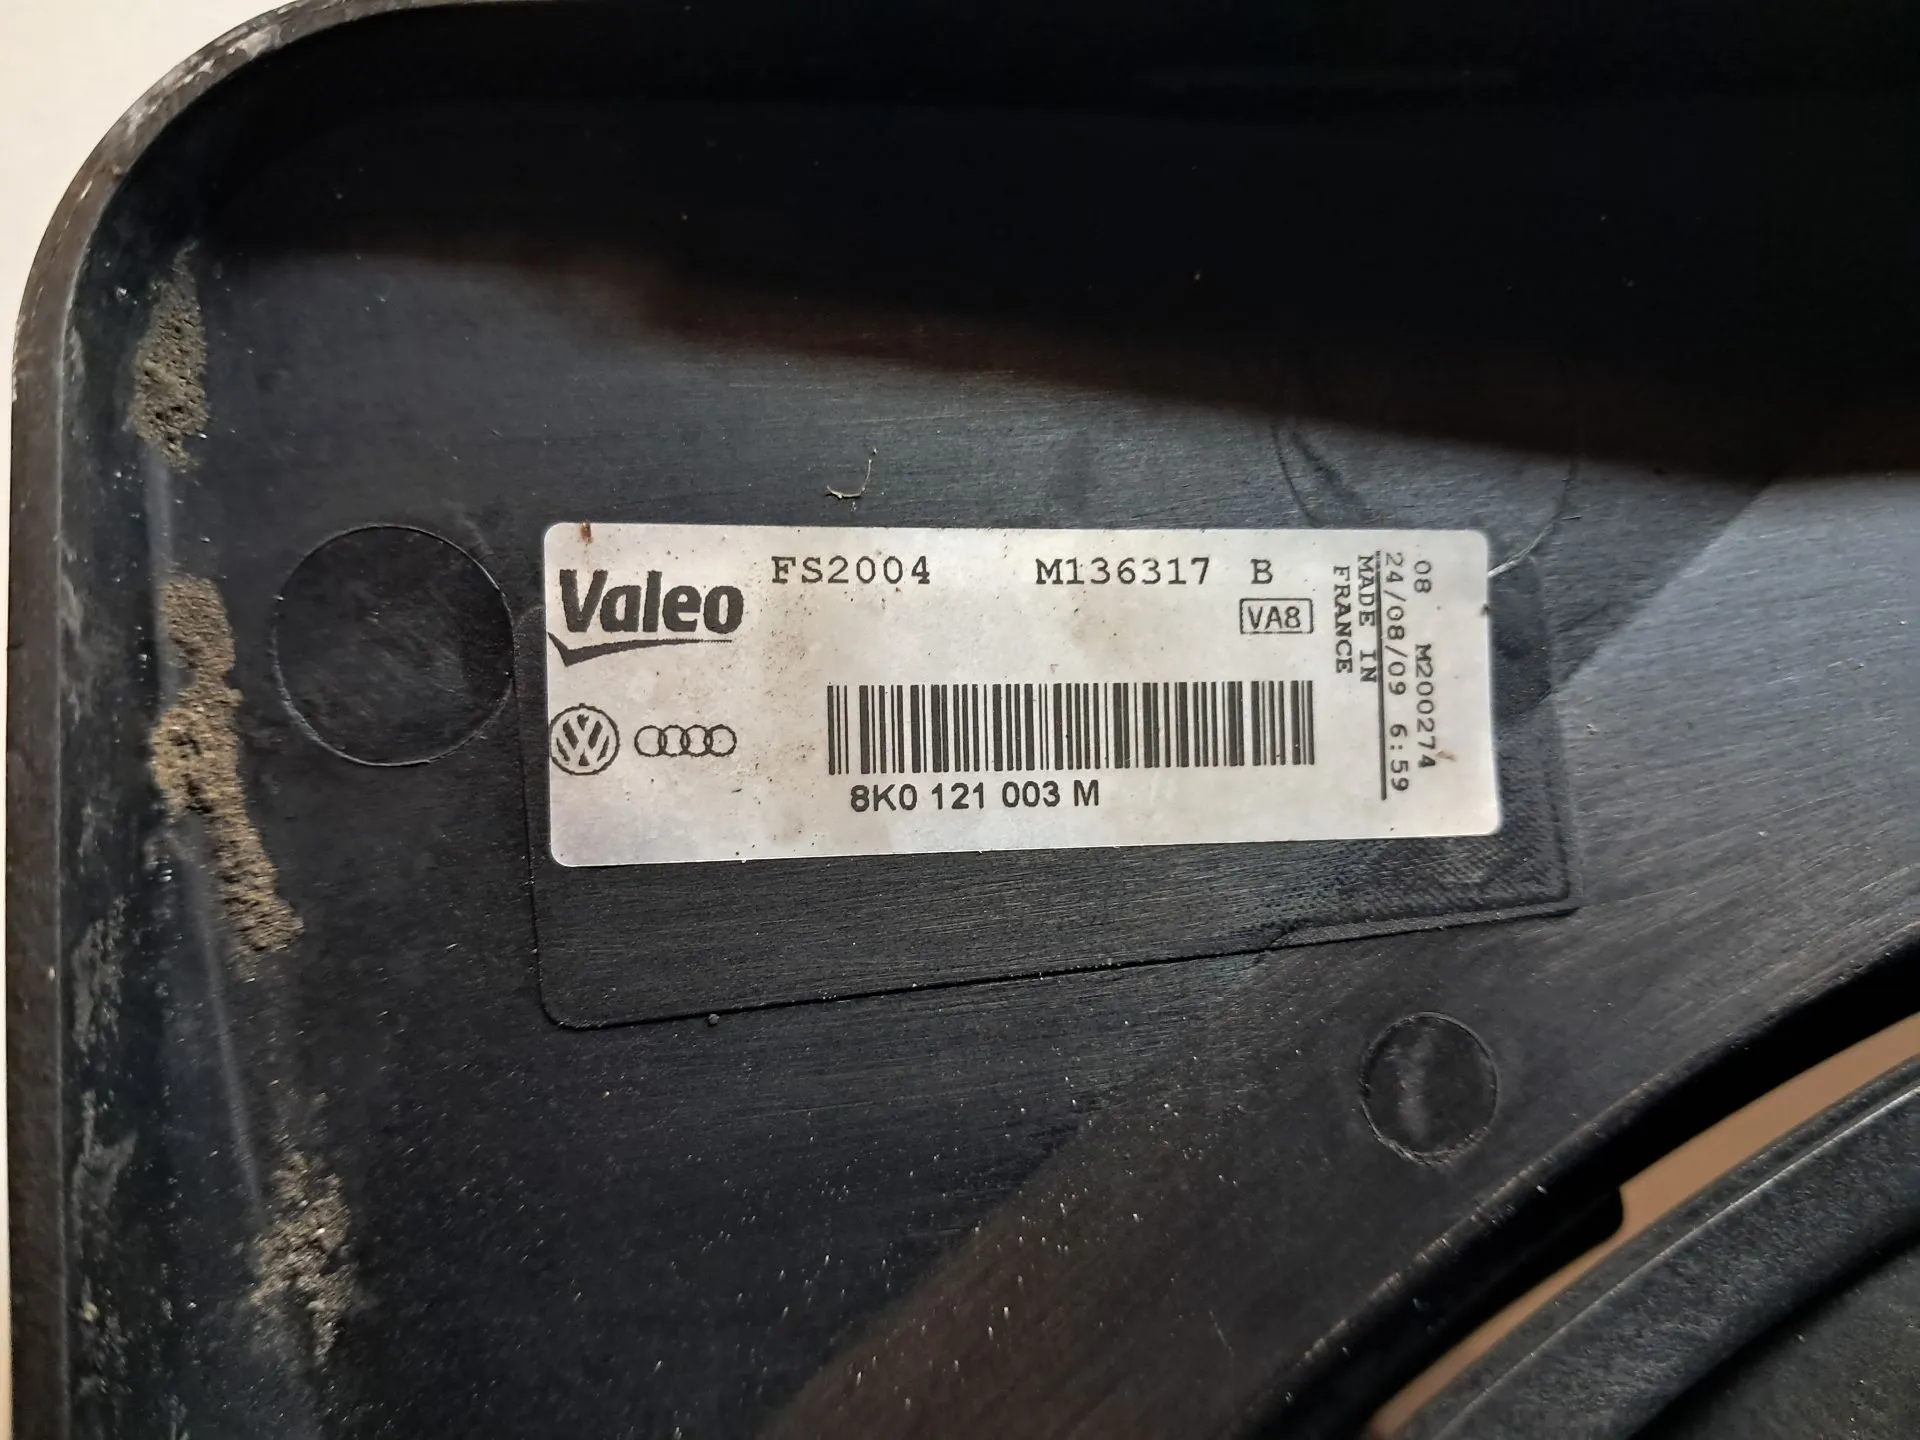 Valeo
FS2004 M136317 B
VA8
8K0 121 003 M
08 M200274
24/08/09 6:59
MADE IN
FRANCE